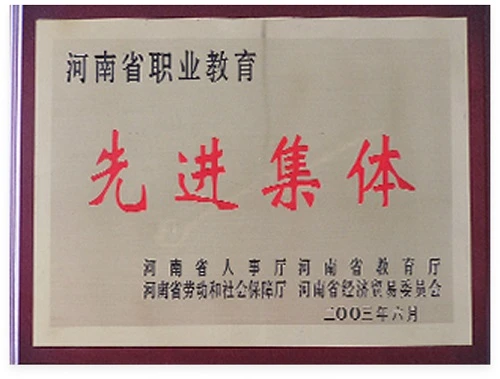 河南省职业教育
先进集体
河南省人事厅 河南省教育厅
河南省劳动和社会保障厅 河南省经济贸易委员会
二00三年六月